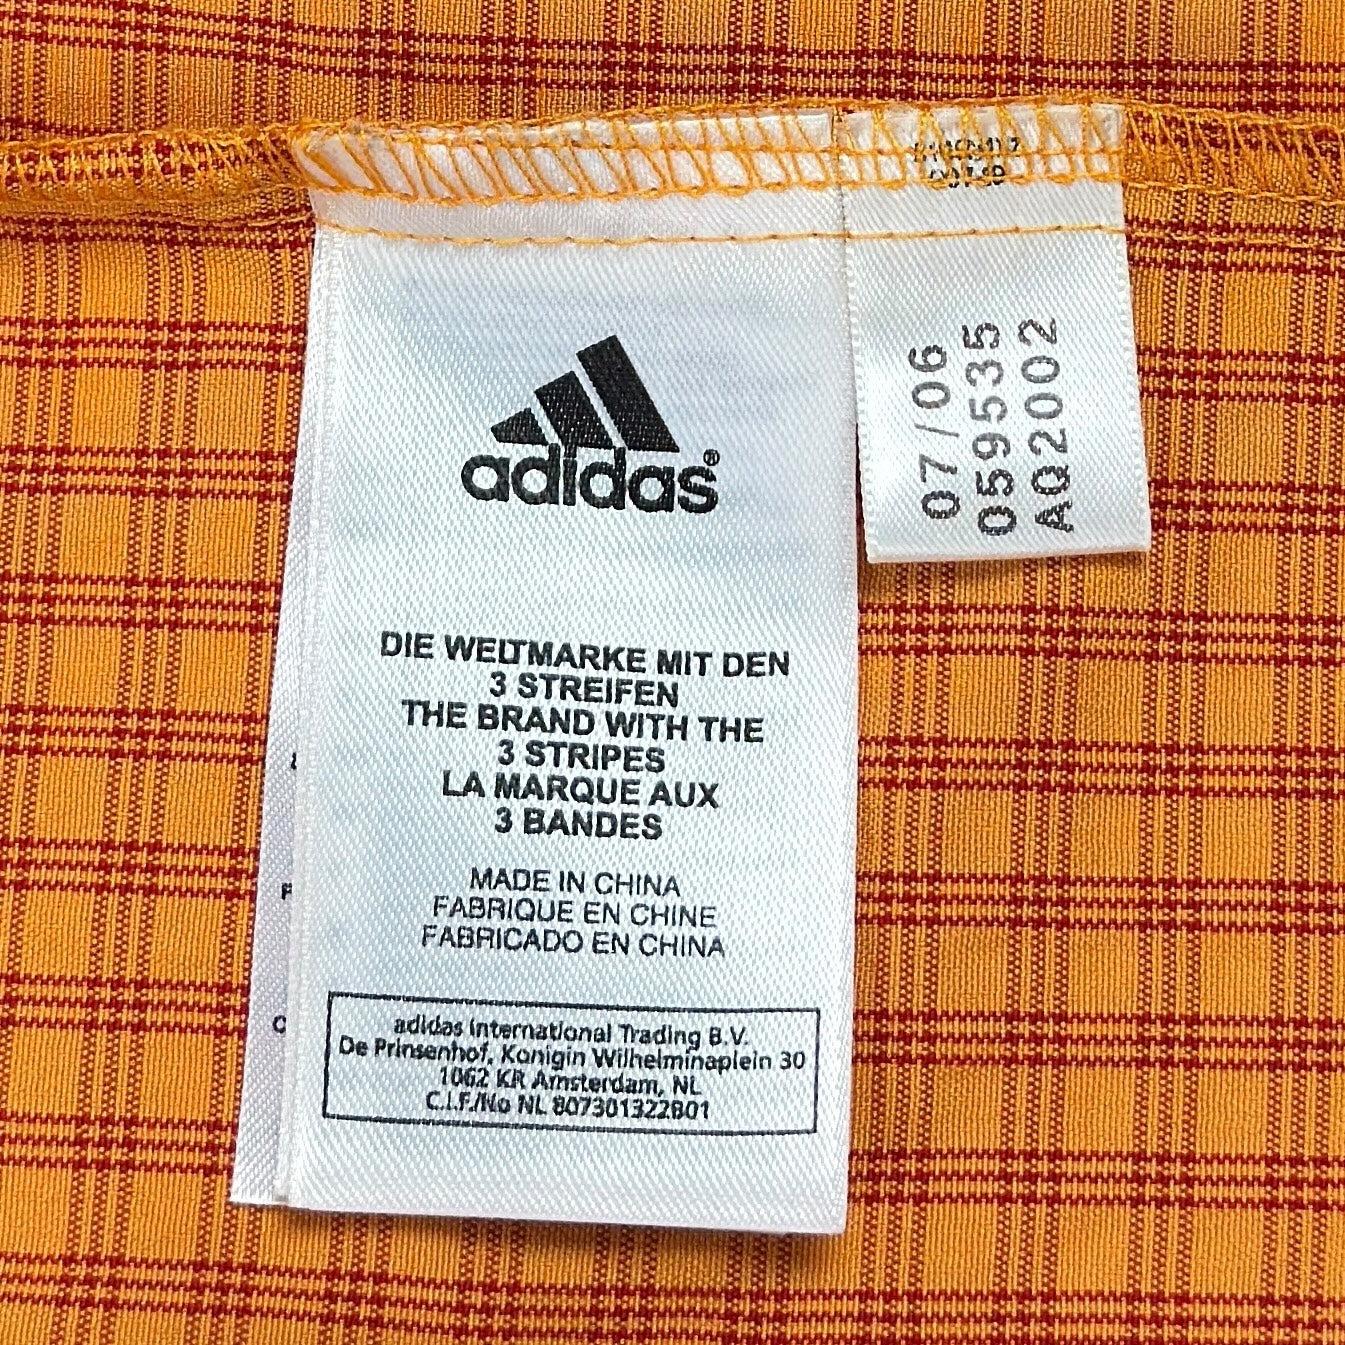 adidas®
DIE WELTMARKE MIT DEN
3 STREIFEN
THE BRAND WITH THE
3 STRIPES
LA MARQUE AUX
3 BANDES
MADE IN CHINA
FABRIQUE EN CHINE
FABRICADO EN CHINA
adidas International Trading B.V.
De Prinsenhof, Konigin Wilhelminaplein 30
1062 KR Amsterdam, NL
C.I.F./No NL 807301322B01
07/06
059535
AQ2002